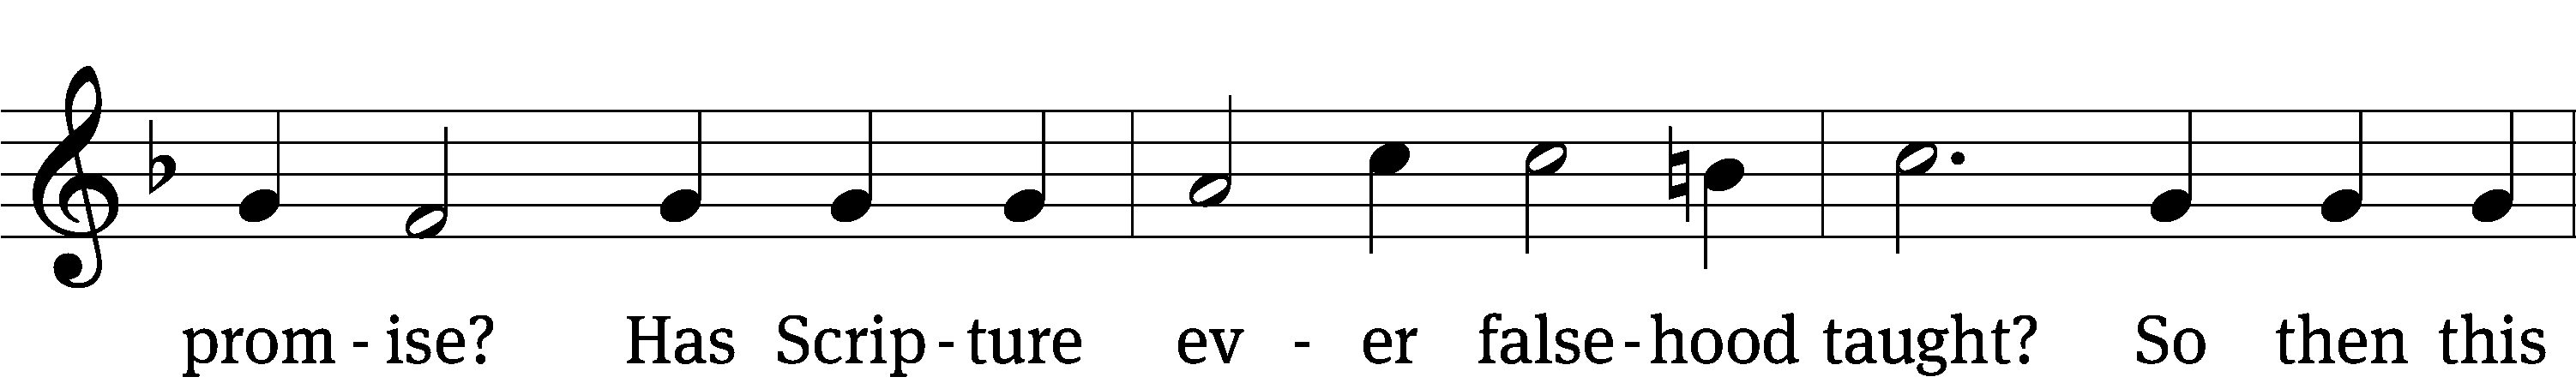 prom - ise? Has Scrip - ture ev - er false - hood taught? So then this